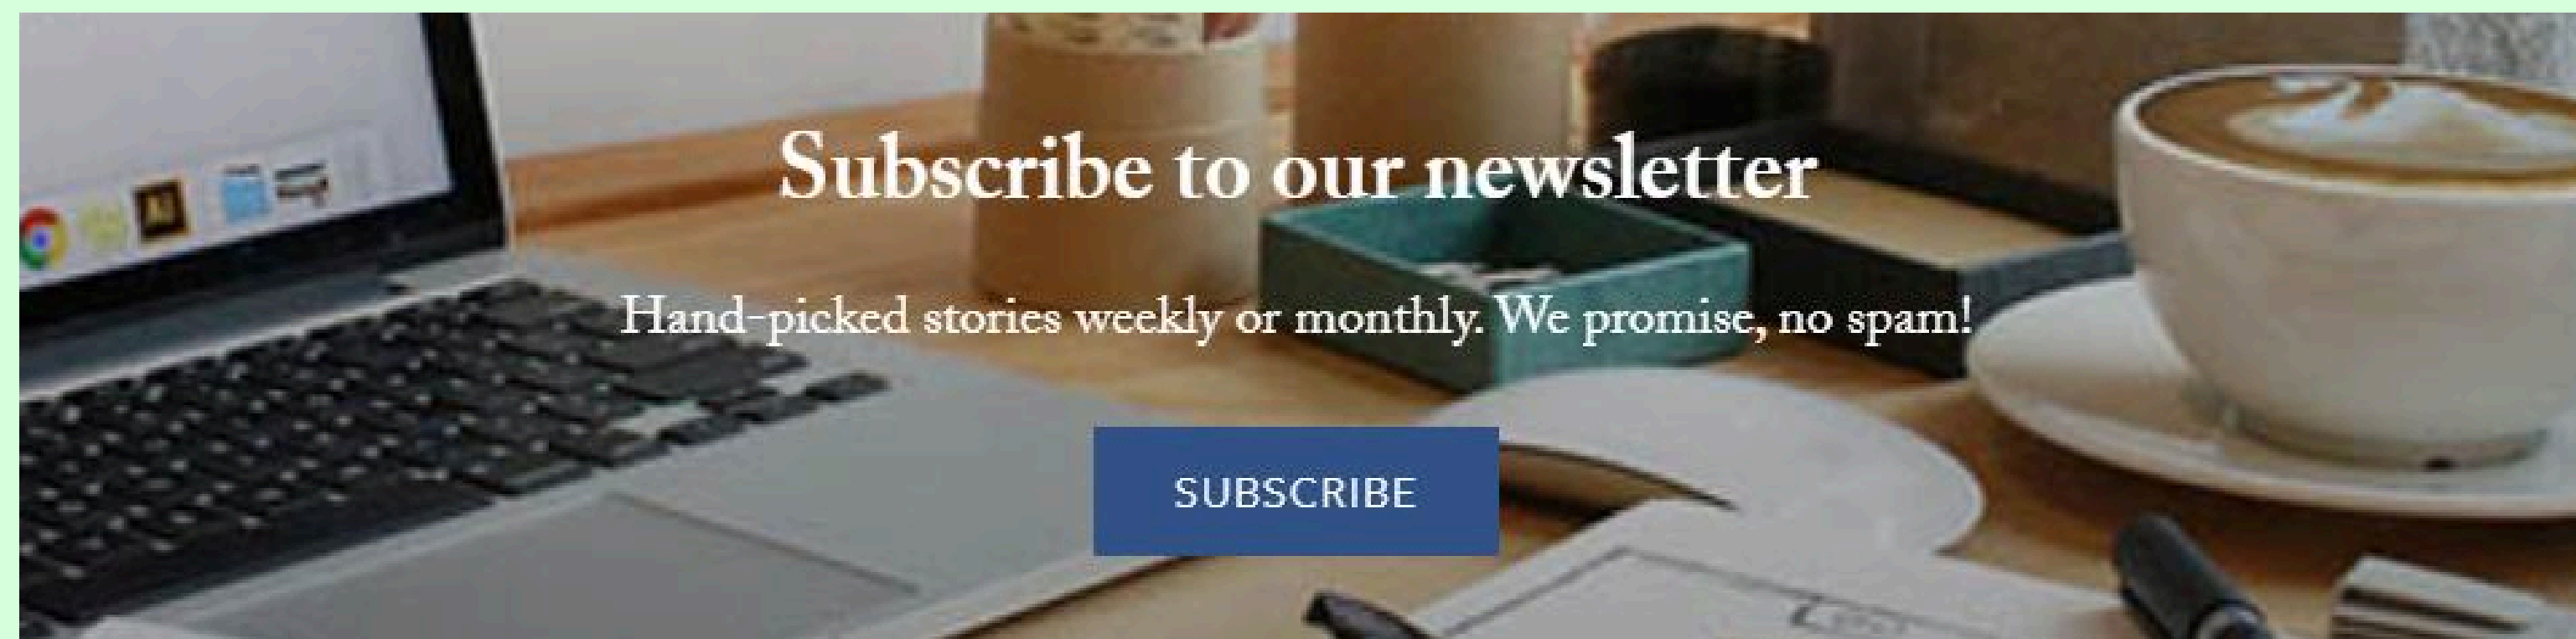 Subscribe to our newsletter
Hand-picked stories weekly or monthly. We promise, no spam!
SUBSCRIBE